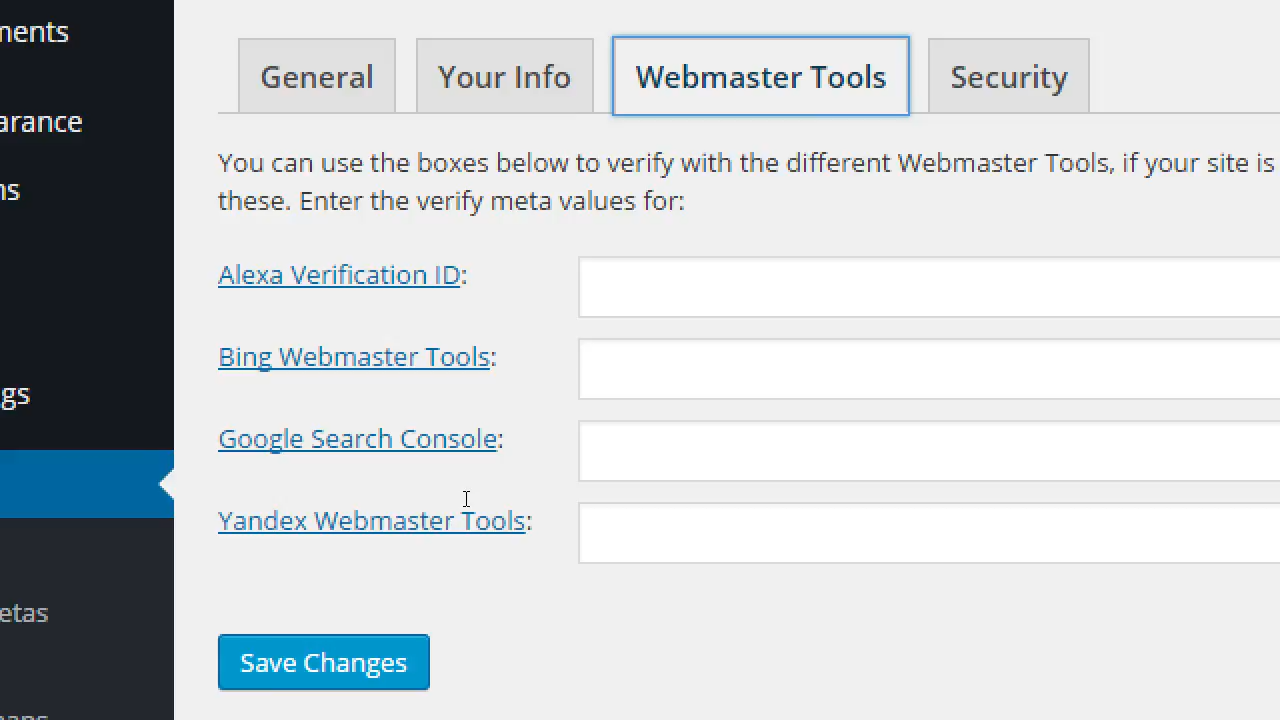 ments
arance
ns
gs
etas
General Your Info Webmaster Tools Security
You can use the boxes below to verify with the different Webmaster Tools, if your site is
these. Enter the verify meta values for:
Alexa Verification ID:
Bing Webmaster Tools:
Google Search Console:
Yandex Webmaster Tools:
Save Changes